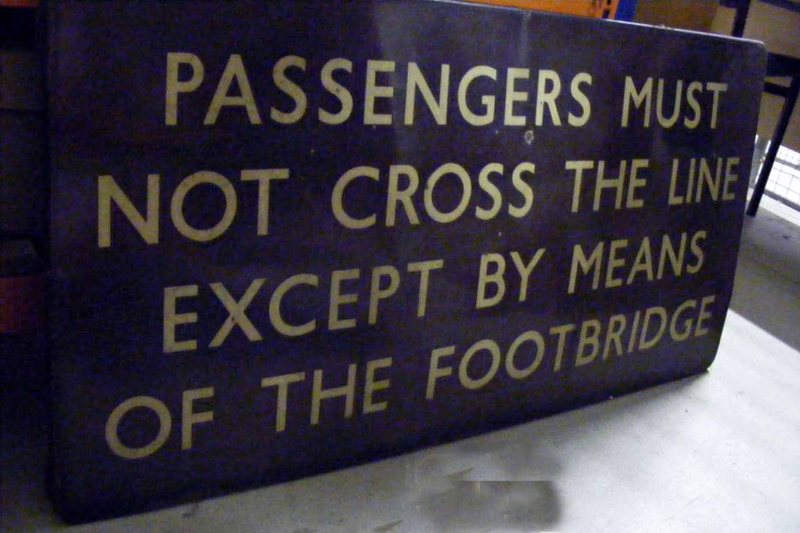 PASSENGERS MUST
NOT CROSS THE LINE
EXCEPT BY MEANS
OF THE FOOTBRIDGE